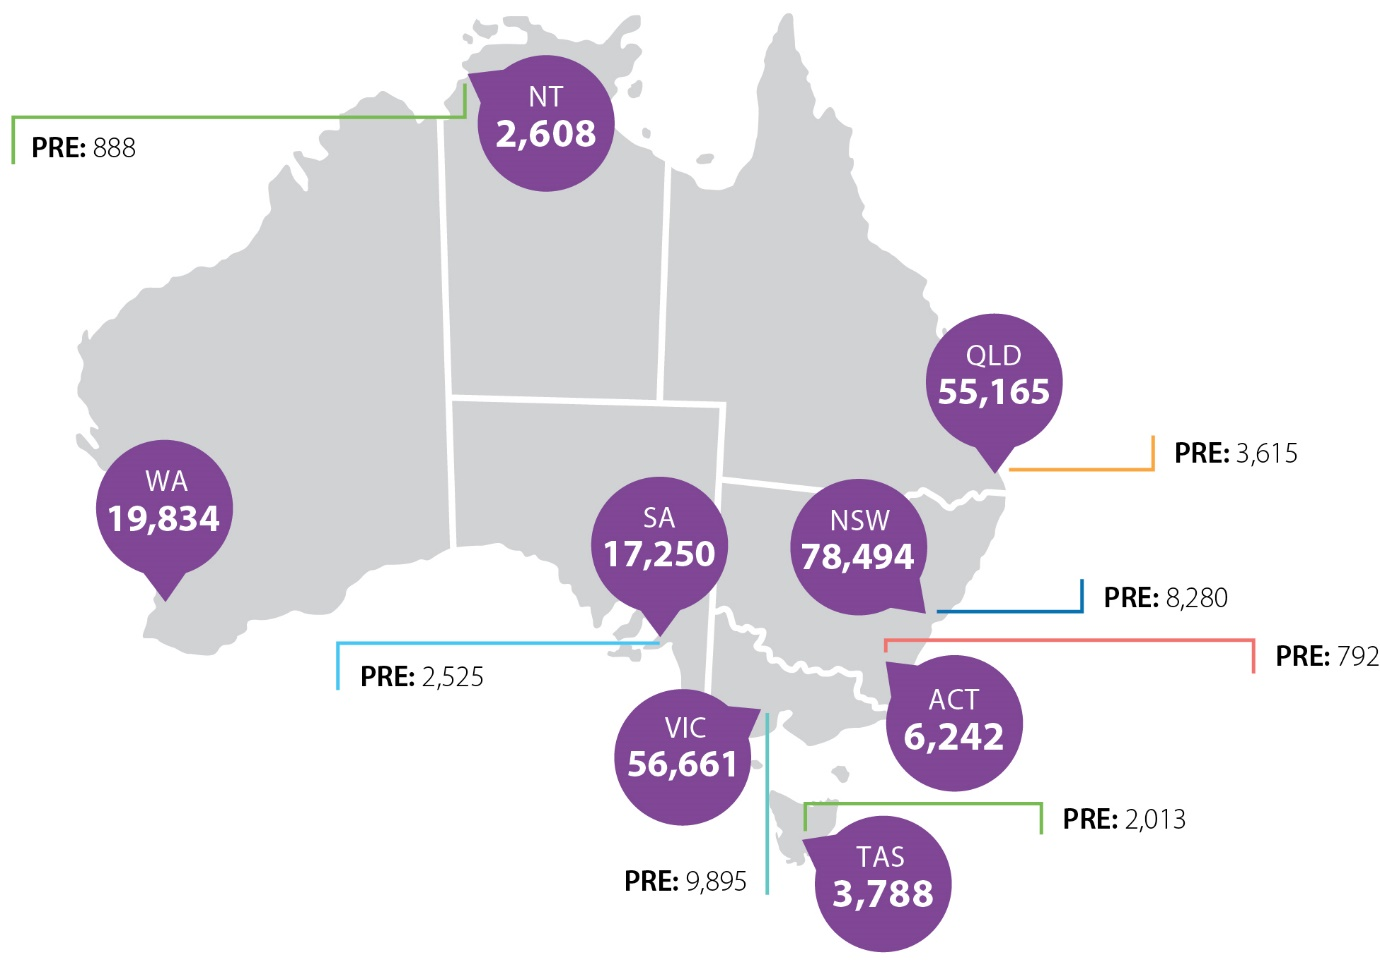 NT
2,608
PRE: 888
QLD
55,165
PRE: 3,615
WA
19,834
SA
17,250
NSW
78,494
PRE: 8,280
PRE: 792
PRE: 2,525
ACT
6,242
VIC
56,661
PRE: 2,013
TAS
3,788
PRE: 9,895